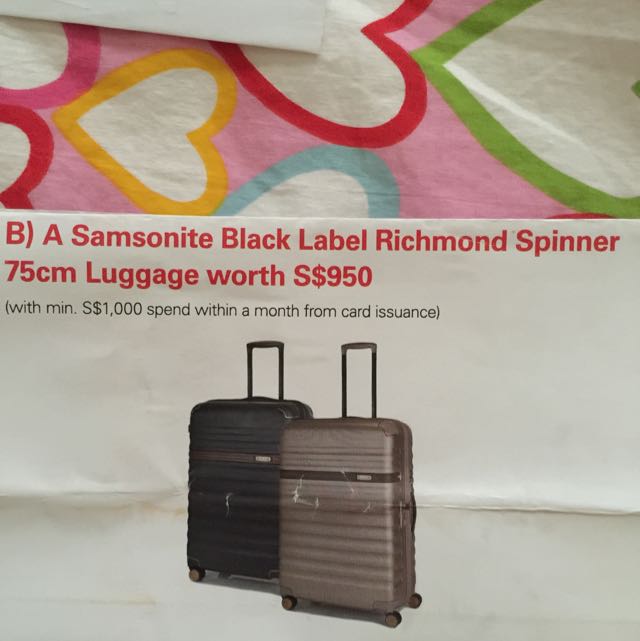 B) A Samsonite Black Label Richmond Spinner
75cm Luggage worth S$950
(with min. S$1,000 spend within a month from card issuance)